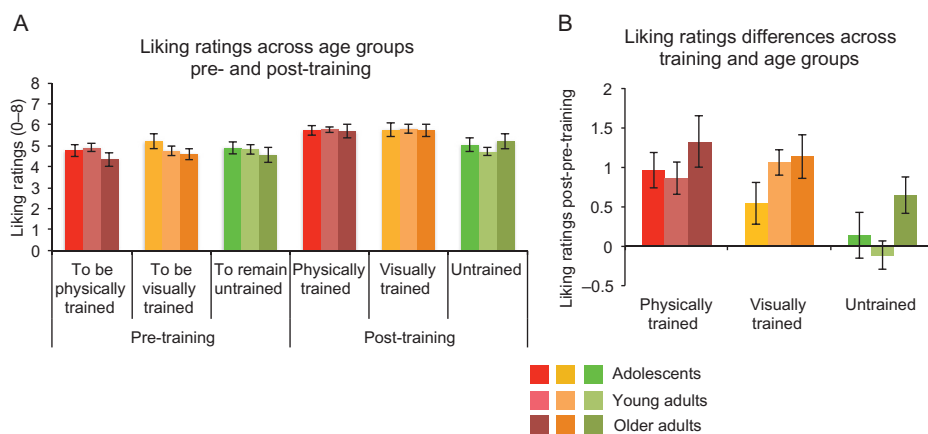 A
Liking ratings across age groups
pre- and post-training
Liking ratings (0–8)
8
7
6
5
4
3
2
1
0
To be
physically
trained
To be
visually
trained
To remain
untrained
Physically
trained
Visually
trained
Untrained
Pre-training
Post-training
B
Liking ratings differences across
training and age groups
Liking ratings post-pre-training
2
1.5
1
0.5
0
–0.5
Physically
trained
Visually
trained
Untrained
Adolescents
Young adults
Older adults